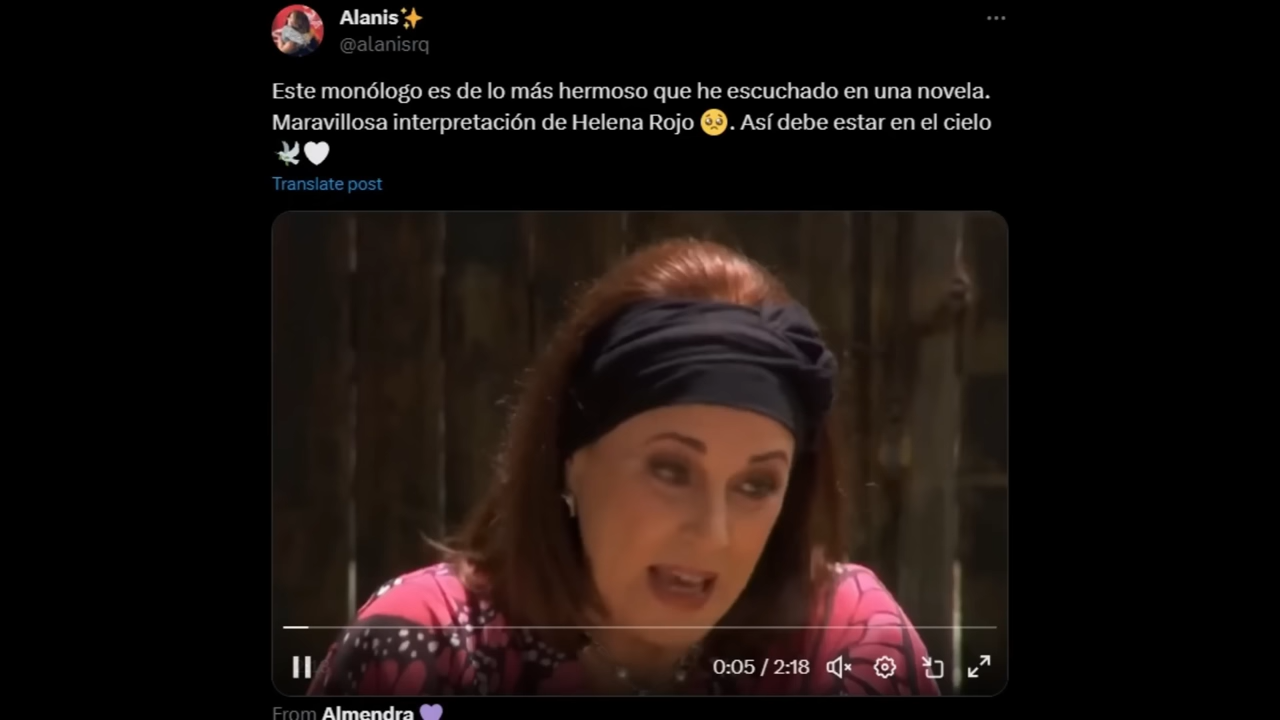 Alanis✨
@alanisrq
Este monólogo es de lo más hermoso que he escuchado en una novela.
Maravillosa interpretación de Helena Rojo 🥺. Así debe estar en el cielo
🕊️🤍
Translate post
0:05 / 2:18
From Almendra 💜